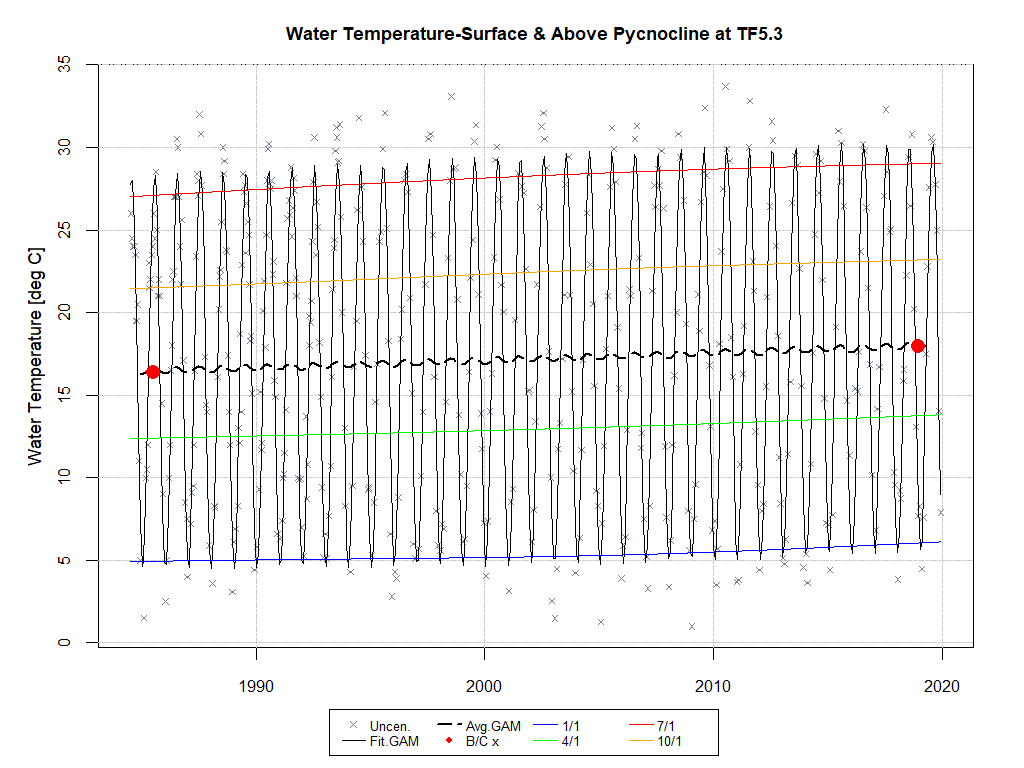 Water Temperature-Surface & Above Pycnocline at TF5.3
Water Temperature [deg C]
35
30
25
20
15
10
5
0
1990 2000 2010 2020
Uncen. Avg.GAM 1/1 7/1
Fit.GAM B/C x 4/1 10/1